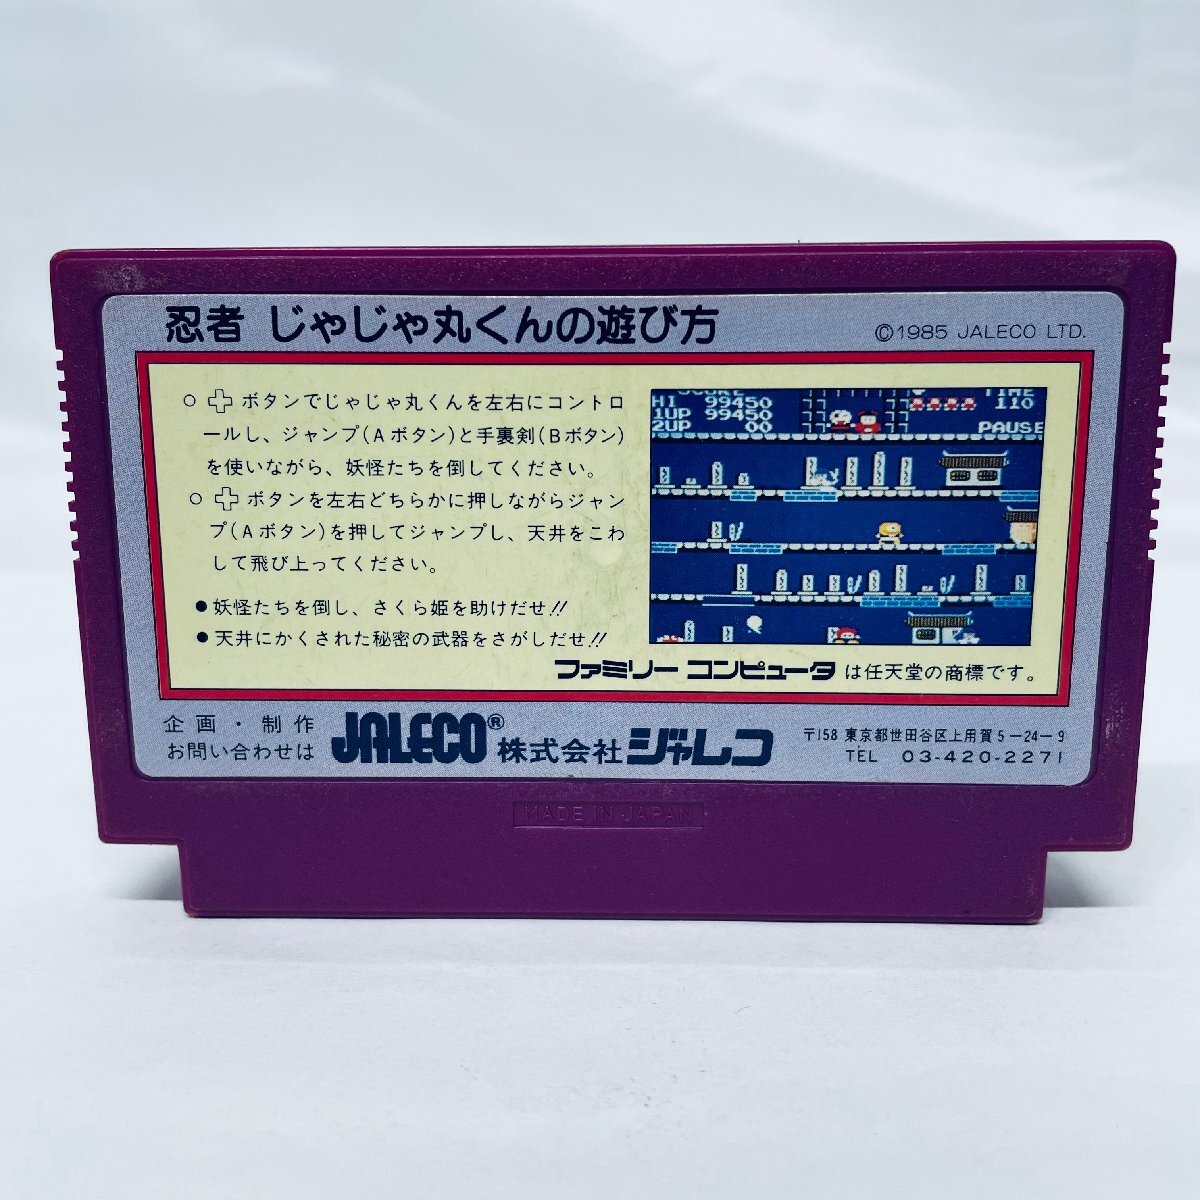 忍者 じゃじゃ丸くんの遊び方
©1985 JALECO LTD.
○ ボタンでじゃじゃ丸くんを左右にコントロ
ールし、ジャンプ(Aボタン)と手裏剣(Bボタン)
を使いながら、妖怪たちを倒してください。
○ ボタンを左右どちらかに押しながらジャン
プ(Aボタン)を押してジャンプし、天井をこわ
して飛び上ってください。
● 妖怪たちを倒し、さくら姫を助けだせ!!
● 天井にかくされた秘密の武器をさがしだせ!!
SCORE
HI 99450
1UP 99450
2UP 00
TIME
110
PAUSE
ファミリー コンピュータ は任天堂の商標です。
企画・制作
お問い合わせは
JALECO® 株式会社ジャレコ
〒158 東京都世田谷区上用賀5-24-9
TEL 03-420-2271
MADE IN JAPAN